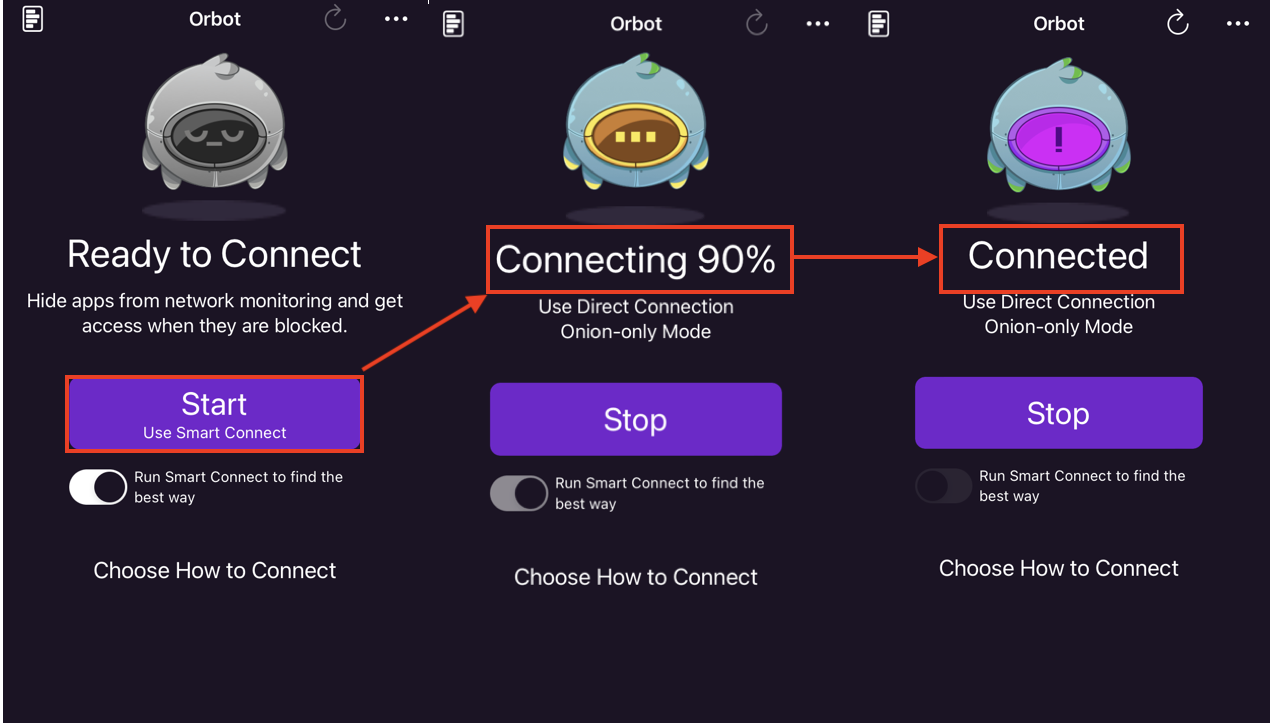 Orbot
Ready to Connect
Hide apps from network monitoring and get
access when they are blocked.
Start
Use Smart Connect
Run Smart Connect to find the
best way
Choose How to Connect
Orbot
Connecting 90%
Use Direct Connection
Onion-only Mode
Stop
Run Smart Connect to find the
best way
Choose How to Connect
Orbot
Connected
Use Direct Connection
Onion-only Mode
Stop
Run Smart Connect to find the
best way
Choose How to Connect